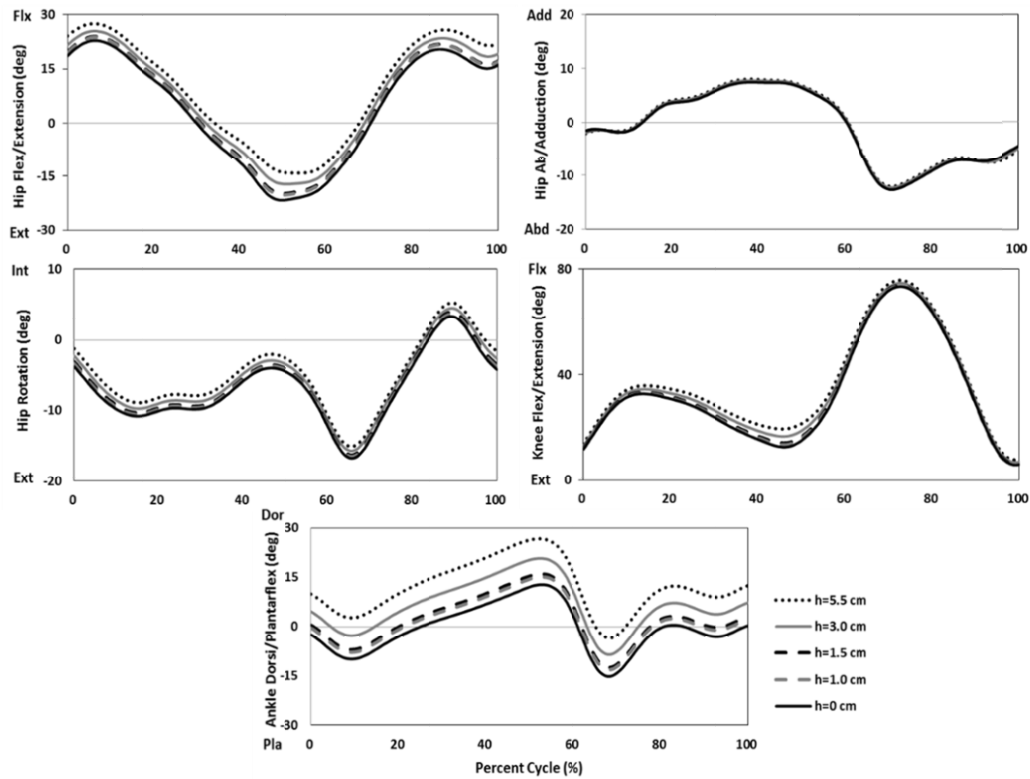 Flx
30
15
0
-15
-30
Ext
Hip Flex/Extension (deg)
0 20 40 60 80 100
Add
20
10
0
-10
-20
Abd
Hip Ab/Adduction (deg)
0 20 40 60 80 100
Int
10
0
-10
-20
Ext
Hip Rotation (deg)
0 20 40 60 80 100
Flx
80
40
0
Ext
Knee Flex/Extension (deg)
0 20 40 60 80 100
Dor
30
15
0
-15
-30
Pla
Ankle Dorsi/Plantarflex (deg)
0 20 40 60 80 100
Percent Cycle (%)
h=5.5 cm
h=3.0 cm
h=1.5 cm
h=1.0 cm
h=0 cm